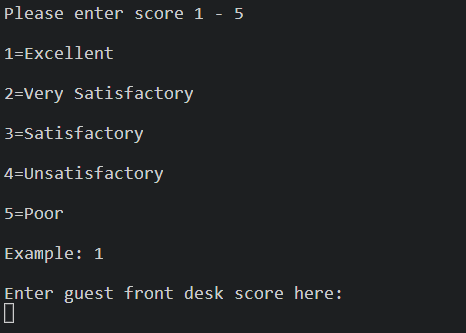 Please enter score 1 - 5
1=Excellent
2=Very Satisfactory
3=Satisfactory
4=Unsatisfactory
5=Poor
Example: 1
Enter guest front desk score here: